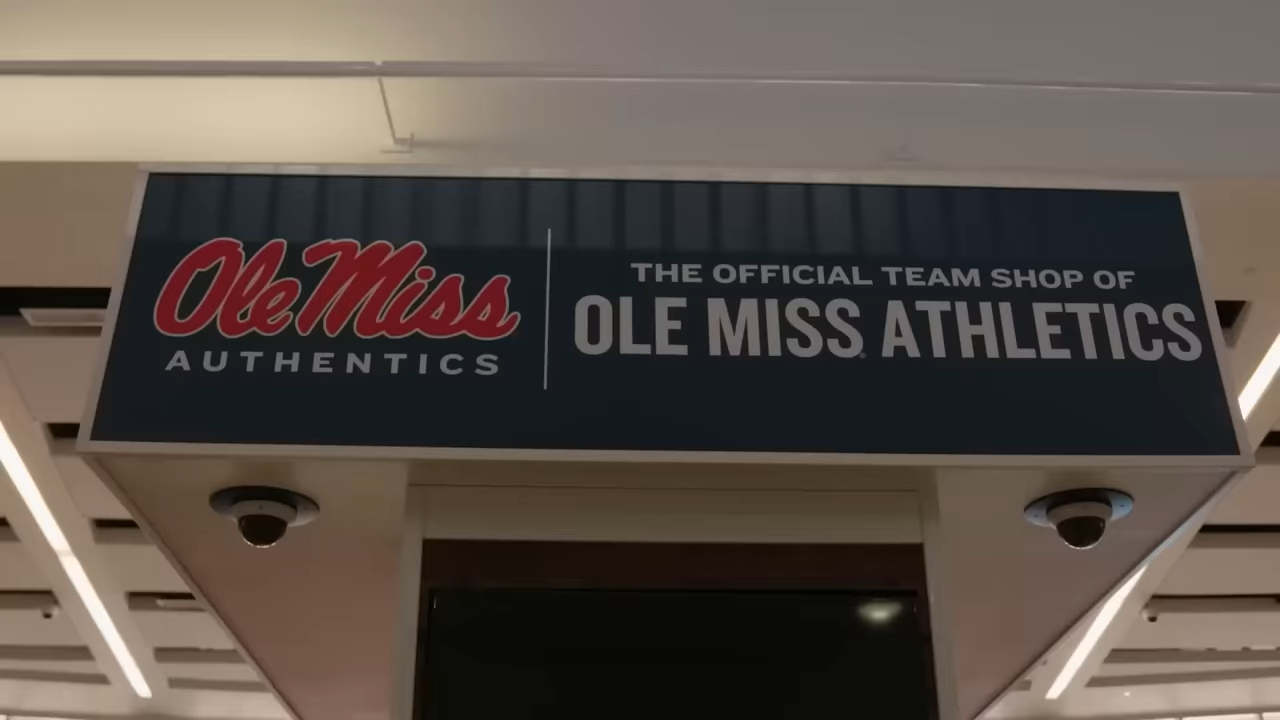 Ole Miss
AUTHENTICS
THE OFFICIAL TEAM SHOP OF
OLE MISS ATHLETICS